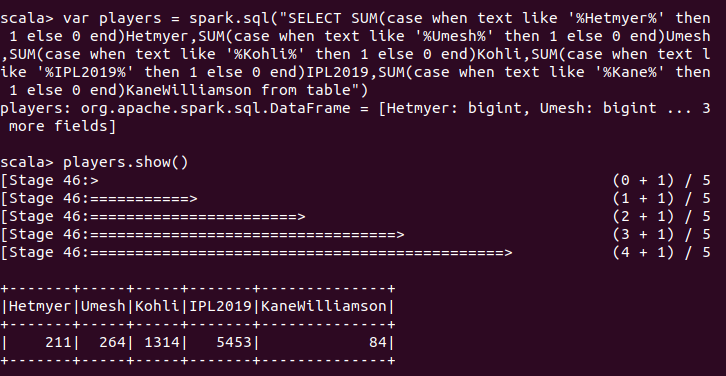 scala> var players = spark.sql("SELECT SUM(case when text like '%Hetmyer%' then
 1 else 0 end)Hetmyer,SUM(case when text like '%Umesh%' then 1 else 0 end)Umesh
,SUM(case when text like '%Kohli%' then 1 else 0 end)Kohli,SUM(case when text l
ike '%IPL2019%' then 1 else 0 end)IPL2019,SUM(case when text like '%Kane%' then
 1 else 0 end)KaneWilliamson from table")
players: org.apache.spark.sql.DataFrame = [Hetmyer: bigint, Umesh: bigint ... 3
 more fields]
scala> players.show()
[Stage 46:>                                                         (0 + 1) / 5
[Stage 46:===========>                                              (1 + 1) / 5
[Stage 46:=======================>                                  (2 + 1) / 5
[Stage 46:==================================>                       (3 + 1) / 5
[Stage 46:==============================================>           (4 + 1) / 5
+-------+-----+-----+-------+--------------+
|Hetmyer|Umesh|Kohli|IPL2019|KaneWilliamson|
+-------+-----+-----+-------+--------------+
|    211|  264| 1314|   5453|            84|
+-------+-----+-----+-------+--------------+